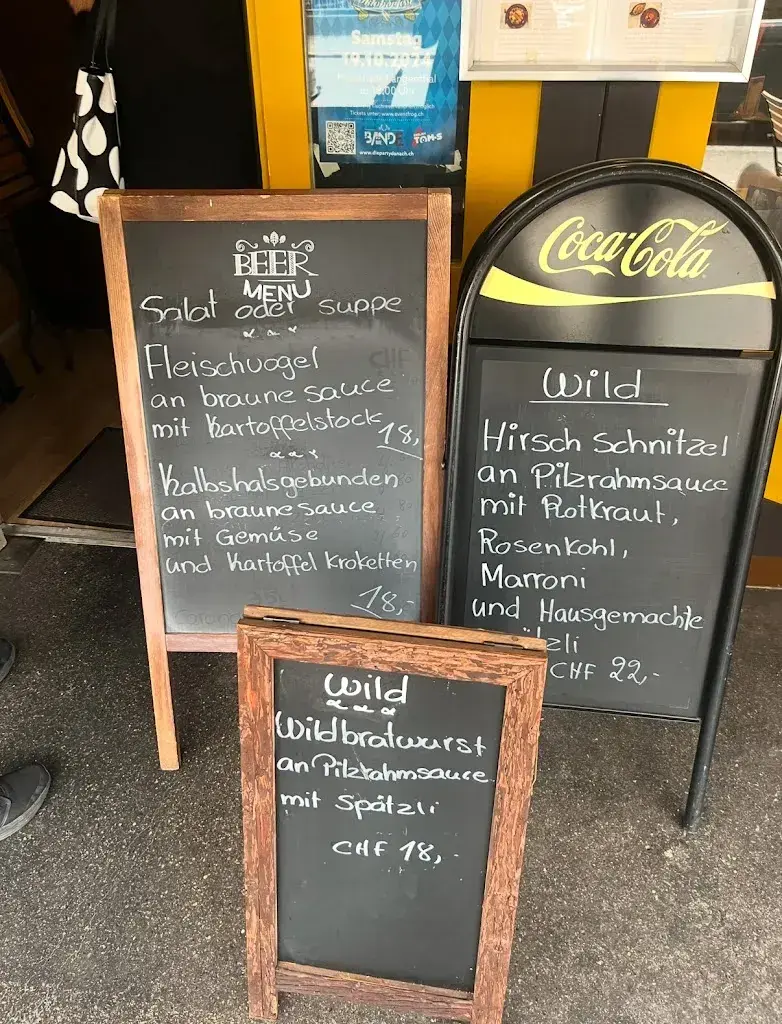 Samstag
19.10.2024
BEER
MENU
Salat oder suppe
Fleischvogel
an braune sauce
mit Kartoffelstock
18,
Kalbshalsgebunden
an braune sauce
mit Gemüse
und Kartoffel Kroketten
18,-
Coca-Cola
Wild
Hirsch Schnitzel
an Pilzrahmsauce
mit Rotkraut,
Rosenkohl,
Marroni
und Hausgemachte
zli
CHF 22,-
Wild
Wildbratwurst
an Pilzrahmsauce
mit Spätzli
CHF 18,-